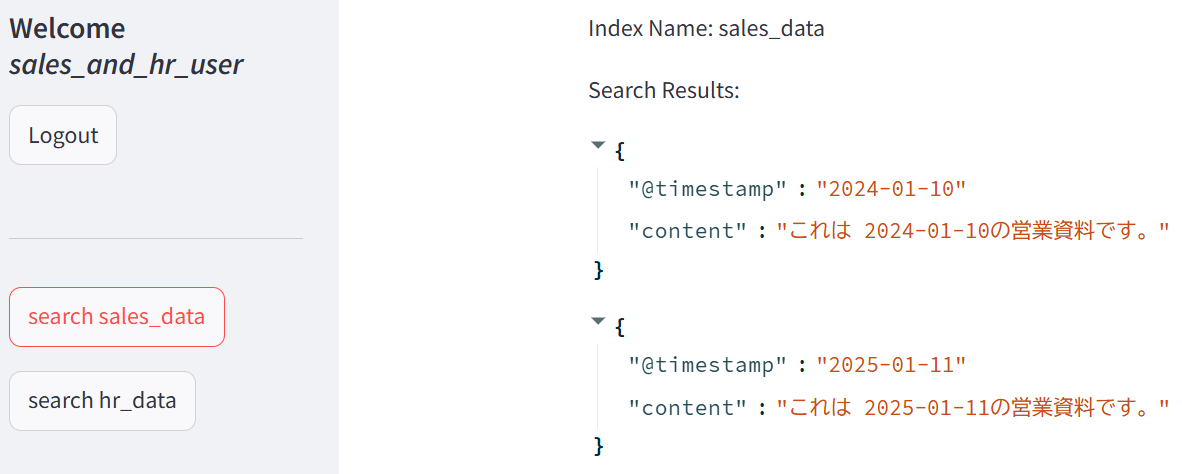 Welcome
sales_and_hr_user
Logout
search sales_data
search hr_data
Index Name: sales_data
Search Results:
{
"@timestamp" : "2024-01-10"
"content" : "これは 2024-01-10の営業資料です。"
}
{
"@timestamp" : "2025-01-11"
"content" : "これは 2025-01-11の営業資料です。"
}